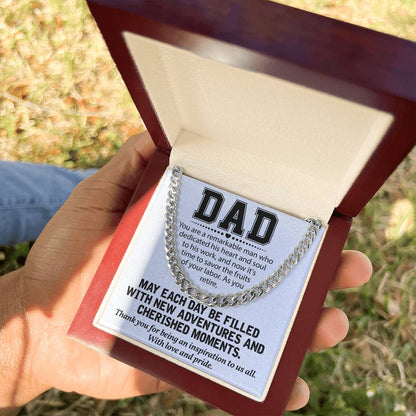 DAD
You are a remarkable man who
dedicated his heart and soul
to his work, and now it's
time to savor the fruits
of your labor. As you
retire.
MAY EACH DAY BE FILLED
WITH NEW ADVENTURES AND
CHERISHED MOMENTS.
Thank you for being an inspiration to us all.
With love and pride.